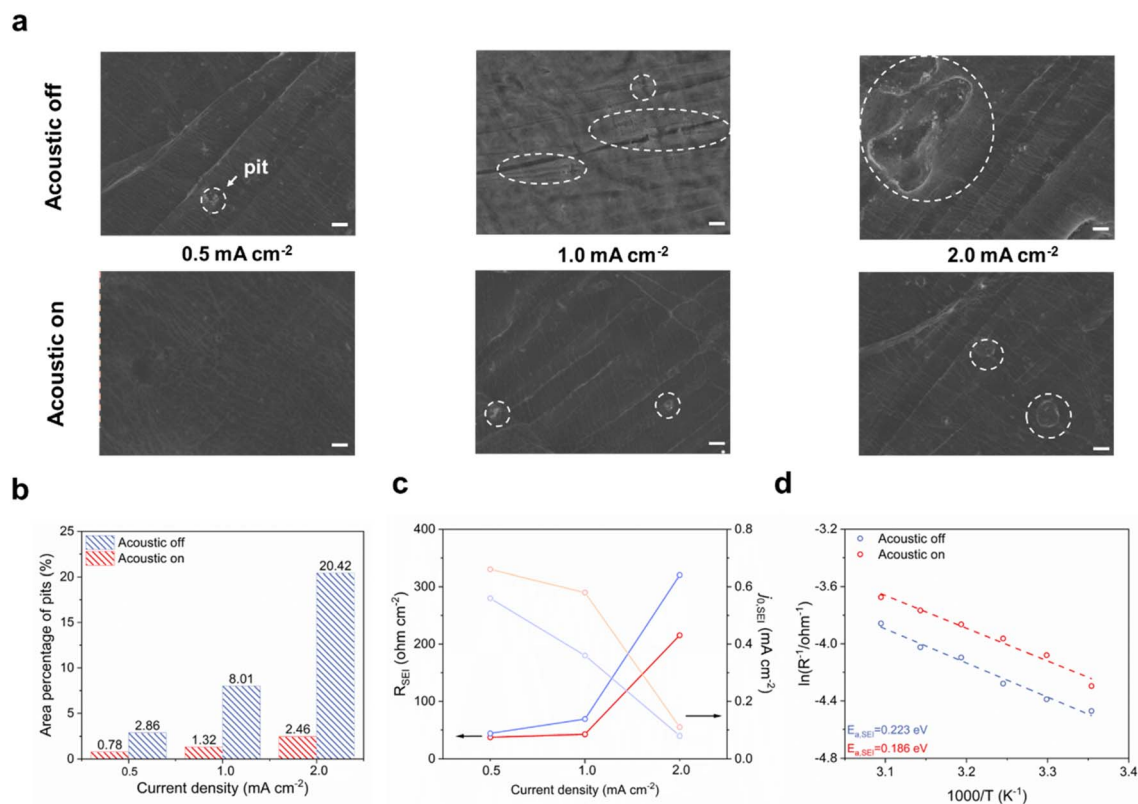 a
Acoustic off
pit
0.5 mA cm-2
1.0 mA cm-2
2.0 mA cm-2
Acoustic on
b
Area percentage of pits (%)
25
20
15
10
5
0
Acoustic off
Acoustic on
0.78
2.86
1.32
8.01
2.46
20.42
0.5
1.0
2.0
Current density (mA cm-2)
c
RSEI (ohm cm-2)
400
300
200
100
0
0.8
0.6
0.4
0.2
0.0
j0,SEI (mA cm-2)
0.5
1.0
2.0
Current density (mA cm-2)
d
ln(R-1/ohm-1)
-3.2
-3.6
-4.0
-4.4
-4.8
Acoustic off
Acoustic on
Ea,SEI=0.223 eV
Ea,SEI=0.186 eV
3.1
3.2
3.3
3.4
1000/T (K-1)